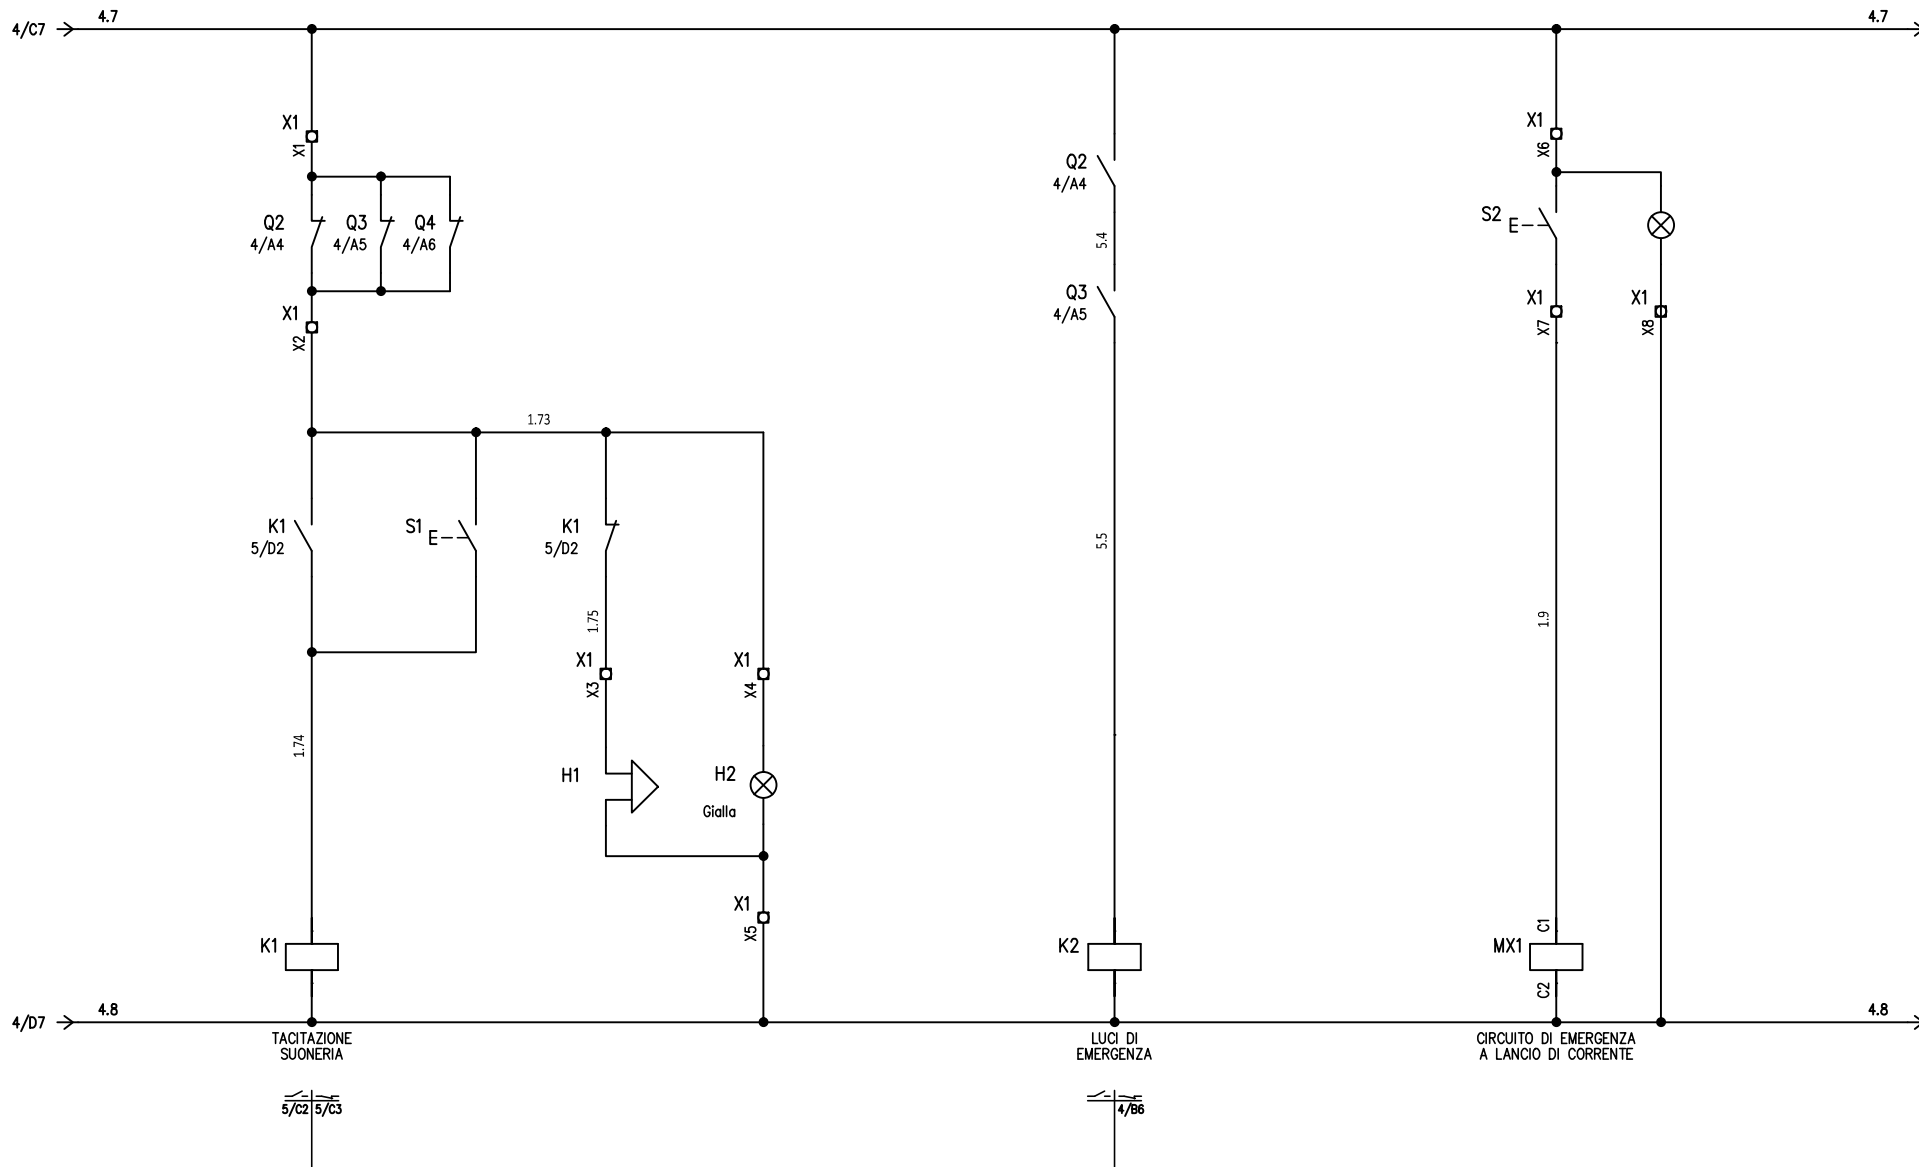 4.7
4.7
4/C7
X1
X1
X1
X6
Q2
4/A4
Q3
4/A5
Q4
4/A6
Q2
4/A4
S2
E
5.4
Q3
4/A5
X1
X2
X1
X7
X1
X8
1.73
K1
5/D2
S1
E
K1
5/D2
5.5
1.75
1.9
X1
X3
X1
X4
1.74
H1
H2
Gialla
X1
X5
K1
K2
MX1
C1
C2
4.8
4.8
4/D7
TACITAZIONE
SUONERIA
LUCI DI
EMERGENZA
CIRCUITO DI EMERGENZA
A LANCIO DI CORRENTE
5/C2 5/C3
4/B6